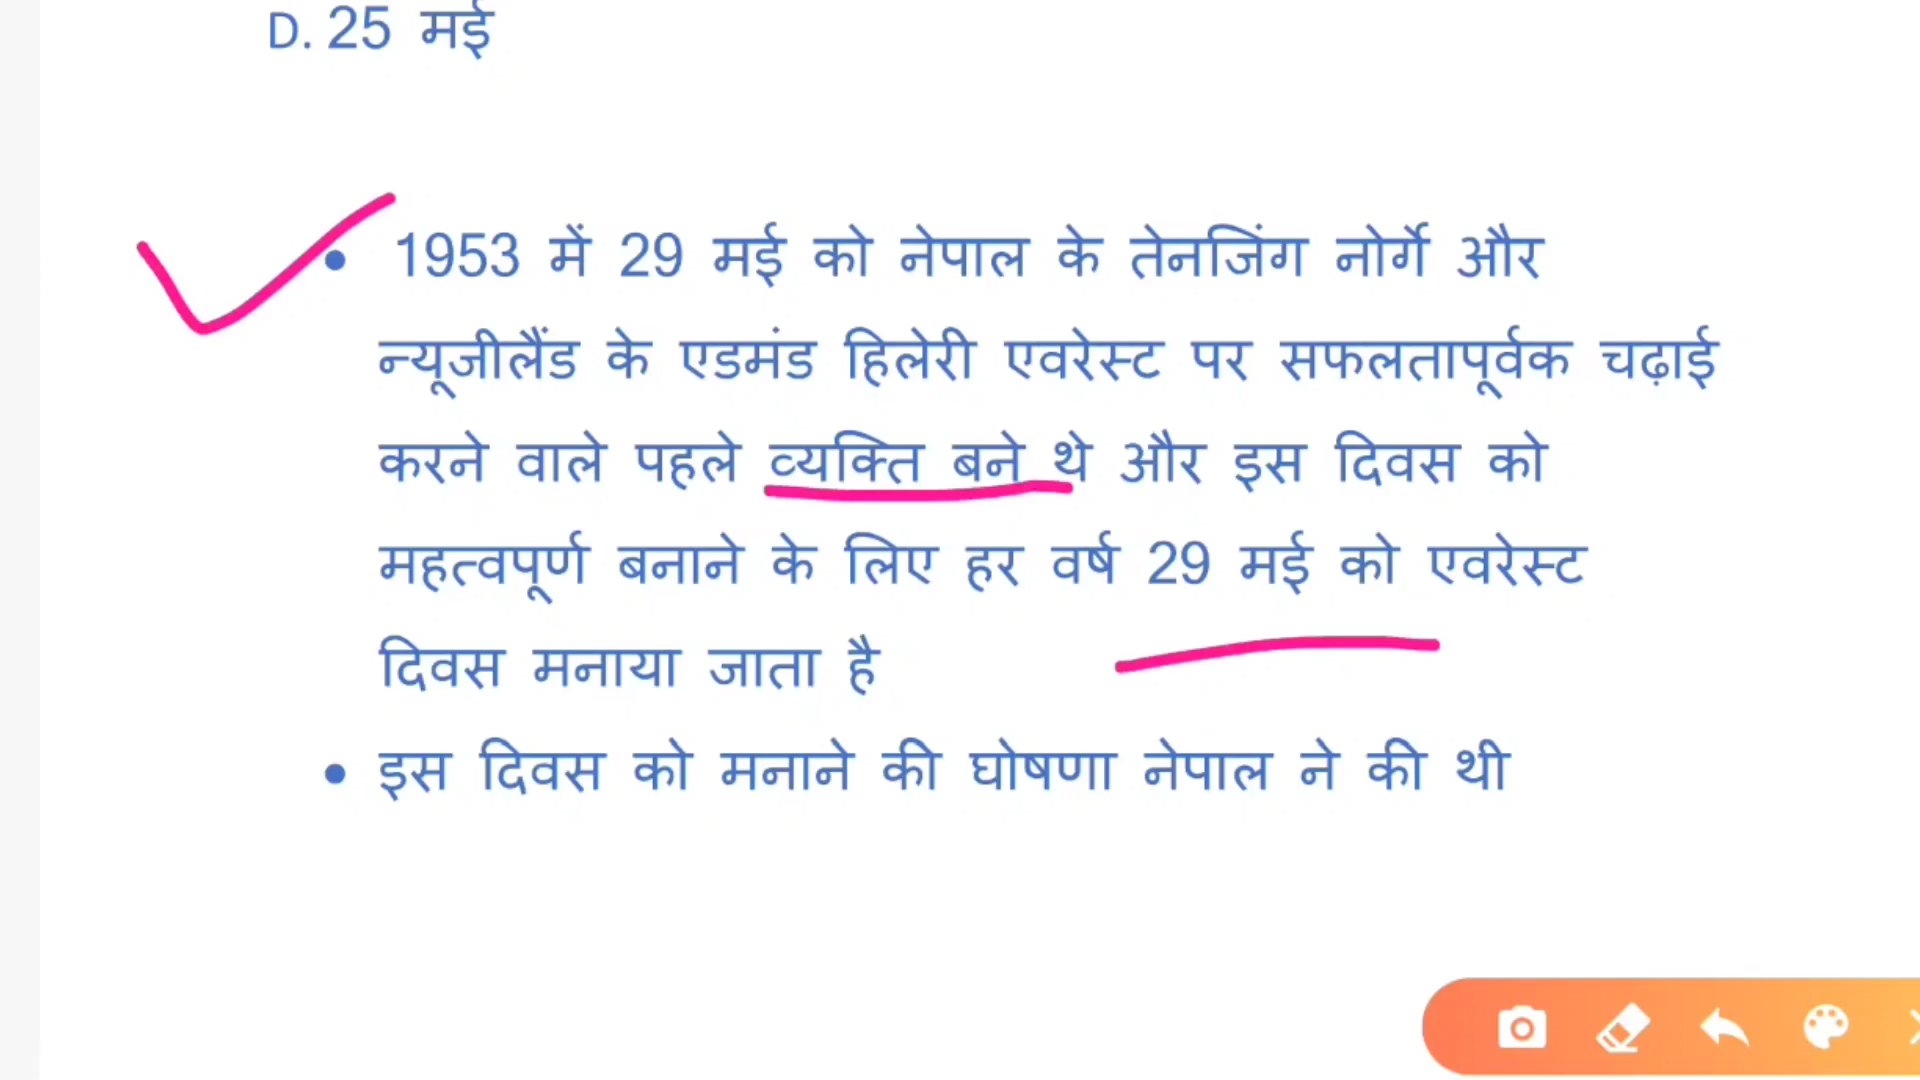 D. 25 मई
• 1953 में 29 मई को नेपाल के तेनजिंग नोर्गे और
न्यूजीलैंड के एडमंड हिलेरी एवरेस्ट पर सफलतापूर्वक चढ़ाई
करने वाले पहले व्यक्ति बने थे और इस दिवस को
महत्वपूर्ण बनाने के लिए हर वर्ष 29 मई को एवरेस्ट
दिवस मनाया जाता है
• इस दिवस को मनाने की घोषणा नेपाल ने की थी